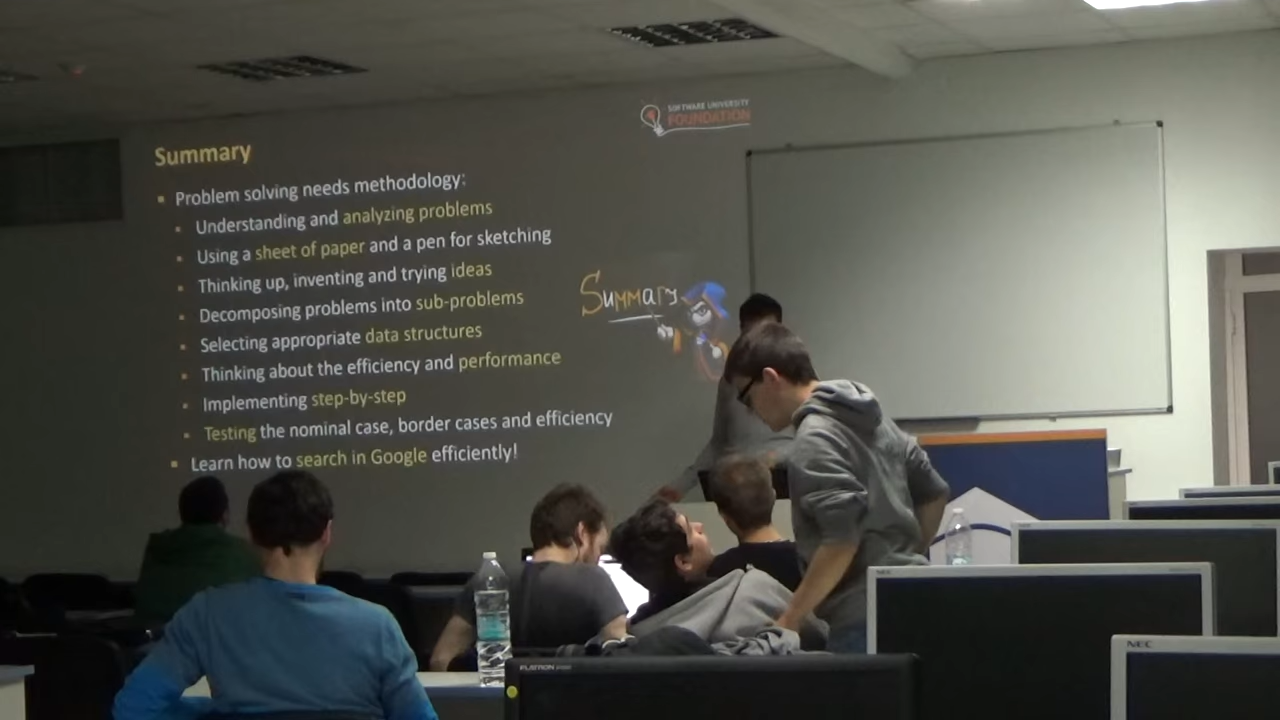 SOFTWARE UNIVERSITY
FOUNDATION
Summary
Problem solving needs methodology:
Understanding and analyzing problems
Using a sheet of paper and a pen for sketching
Thinking up, inventing and trying ideas
Decomposing problems into sub-problems
Selecting appropriate data structures
Thinking about the efficiency and performance
Implementing step-by-step
Testing the nominal case, border cases and efficiency
Learn how to search in Google efficiently!
Summary
NEC
FLATRON
NEC